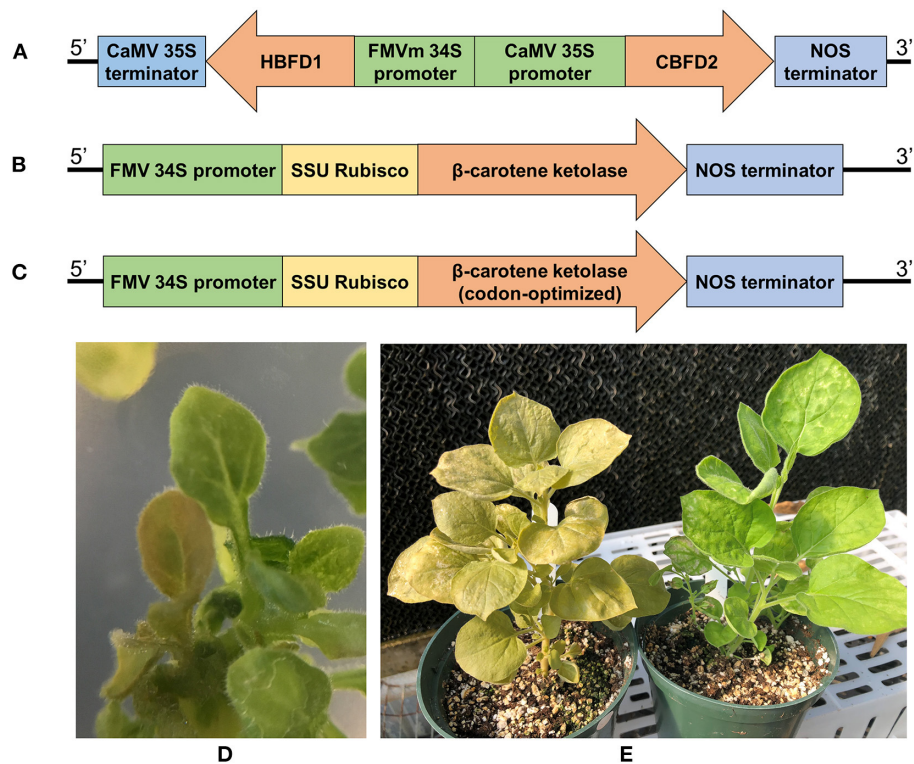 A
5’
CaMV 35S
terminator
HBFD1
FMVm 34S
promoter
CaMV 35S
promoter
CBFD2
NOS
terminator
3’
B
5’
FMV 34S promoter
SSU Rubisco
β-carotene ketolase
NOS terminator
3’
C
5’
FMV 34S promoter
SSU Rubisco
β-carotene ketolase
(codon-optimized)
NOS terminator
3’
D
E